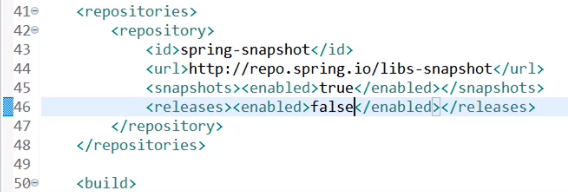 41 <repositories>
42 <repository>
43 <id>spring-snapshot</id>
44 <url>http://repo.spring.io/libs-snapshot</url>
45 <snapshots><enabled>true</enabled></snapshots>
46 <releases><enabled>false</enabled></releases>
47 </repository>
48 </repositories>
49
50 <build>